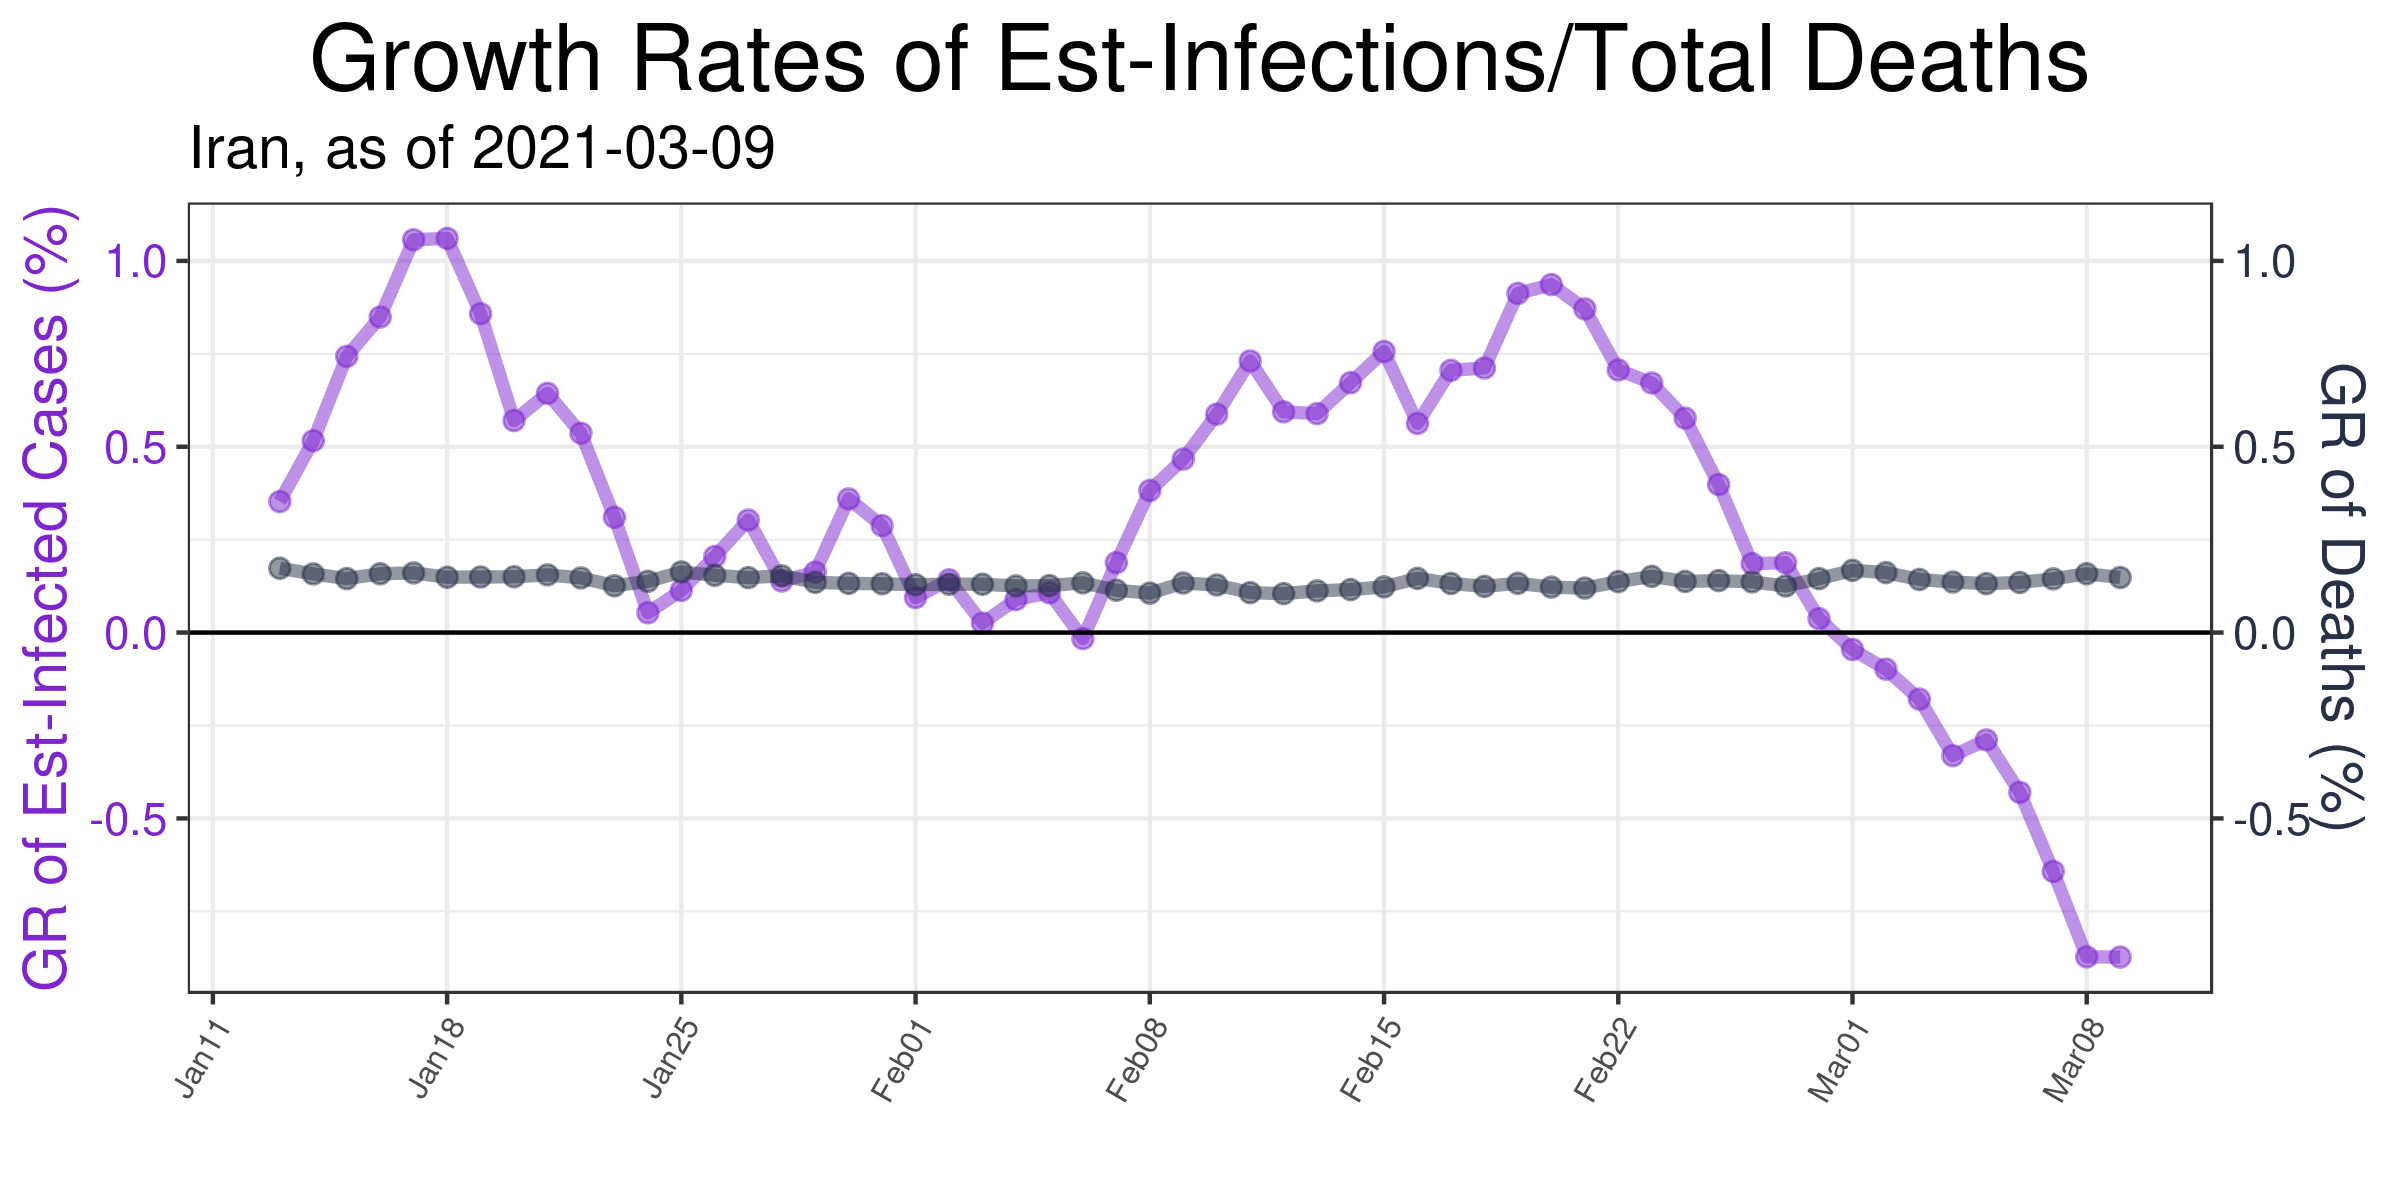 Growth Rates of Est-Infections/Total Deaths
Iran, as of 2021-03-09
GR of Est-Infected Cases (%)
1.0
0.5
0.0
-0.5
1.0
0.5
0.0
-0.5
GR of Deaths (%)
Jan11
Jan18
Jan25
Feb01
Feb08
Feb15
Feb22
Mar01
Mar08